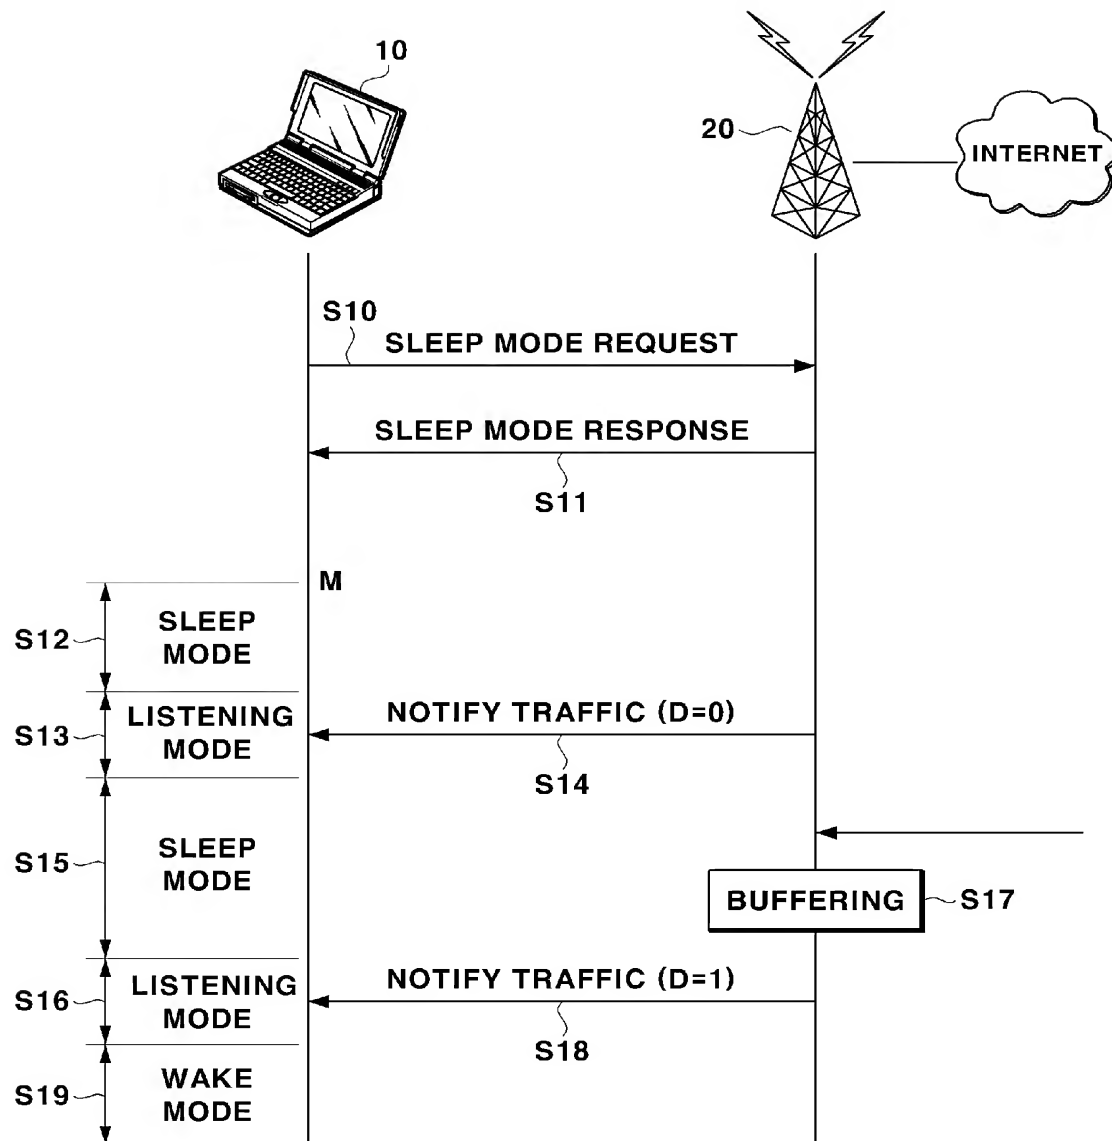 10
20
INTERNET
S10
SLEEP MODE REQUEST
SLEEP MODE RESPONSE
S11
M
S12
SLEEP
MODE
S13
LISTENING
MODE
NOTIFY TRAFFIC (D=0)
S14
S15
SLEEP
MODE
BUFFERING
S17
S16
LISTENING
MODE
NOTIFY TRAFFIC (D=1)
S18
S19
WAKE
MODE